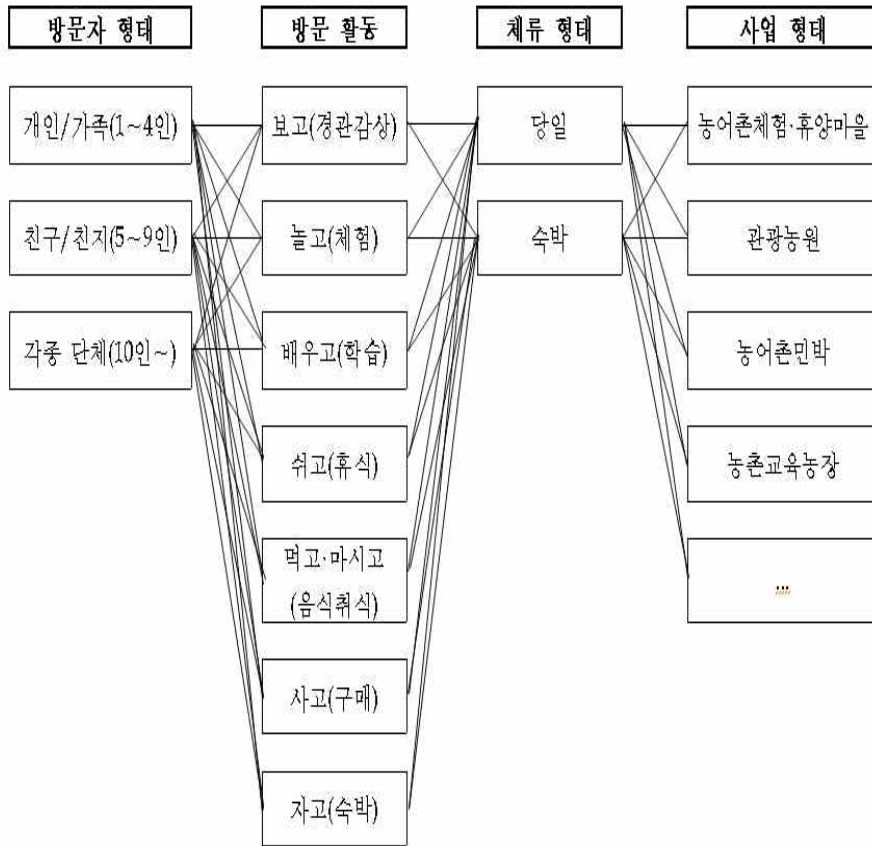 방문자 형태
방문 활동
체류 형태
사업 형태
개인/가족(1~4인)
보고(경관감상)
당일
농어촌체험·휴양마을
친구/친지(5~9인)
놀고(체험)
숙박
관광농원
각종 단체(10인~)
배우고(학습)
농어촌민박
쉬고(휴식)
농촌교육농장
먹고·마시고
(음식취식)
...
사고(구매)
자고(숙박)